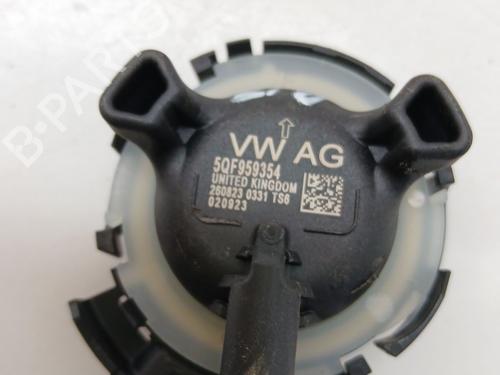 B-PARTS
VW AG
5QF959354
UNITED KINGDOM
260823 0331 TS6
020923